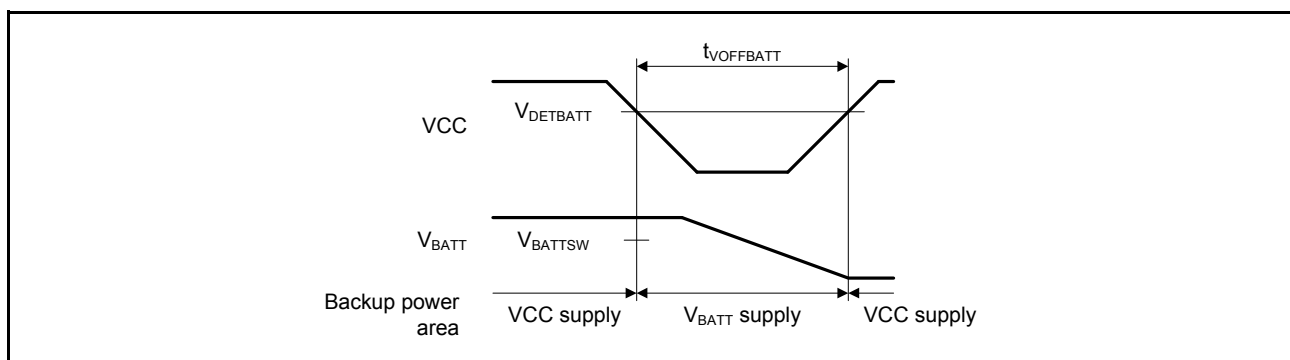 tVOFFBATT
VCC
VDETBATT
VBATT
VBATTSW
Backup power
area
VCC supply
VBATT supply
VCC supply